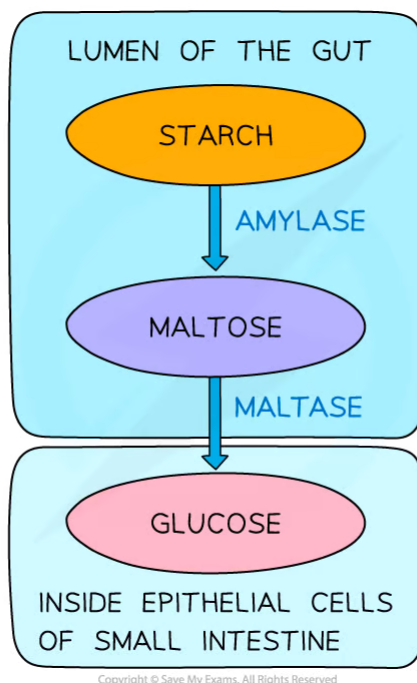 LUMEN OF THE GUT
STARCH
AMYLASE
MALTOSE
MALTASE
GLUCOSE
INSIDE EPITHELIAL CELLS
OF SMALL INTESTINE
Copyright © Save My Exams. All Rights Reserved